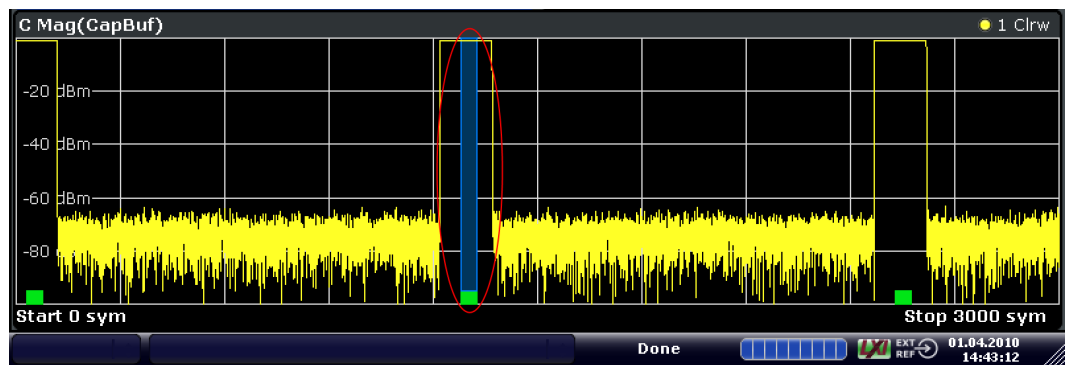 C Mag(CapBuf)
1 Clrw
-20 dBm
-40 dBm
-60 dBm
-80
Start 0 sym
Stop 3000 sym
Done
LXI
EXT
REF
01.04.2010
14:43:12